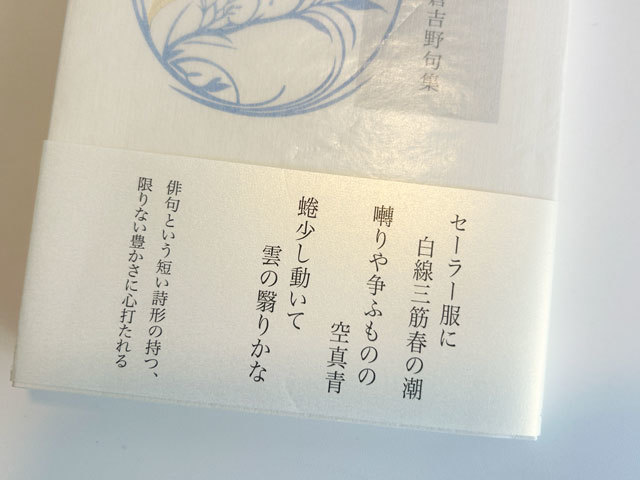 吉野句集
セーラー服に
白線三筋春の潮
囀りや争ふものの
空真青
蜷少し動いて
雲の翳りかな
俳句という短い詩形の持つ、
限りない豊かさに心打たれる